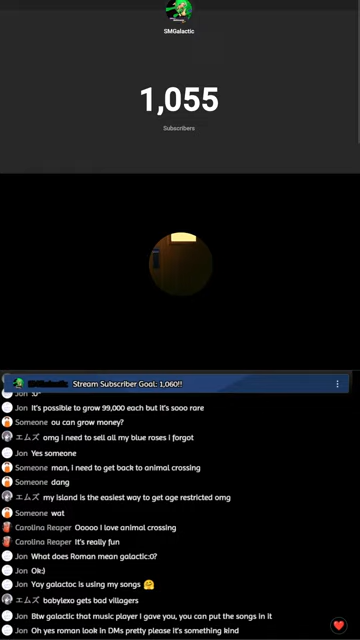 SMGalactic
1,055
Subscribers
Stream Subscriber Goal: 1,060!!
Jon :0"
Jon It's possible to grow 99,000 each but it's sooo rare
Someone ou can grow money?
エムズ omg i need to sell all my blue roses i forgot
Jon Yes someone
Someone man, i need to get back to animal crossing
Someone dang
エムズ my island is the easiest way to get age restricted omg
Someone wat
Carolina Reaper Ooooo I love animal crossing
Carolina Reaper It's really fun
Jon What does Roman mean galactic:0?
Jon Ok:)
Jon Yay galactoc is using my songs 🤗
エムズ babylexa gets bad villagers
Jon Btw galactic that music player I gave you, you can put the songs in it
Jon Oh yes roman look in DMs pretty please it's something kind